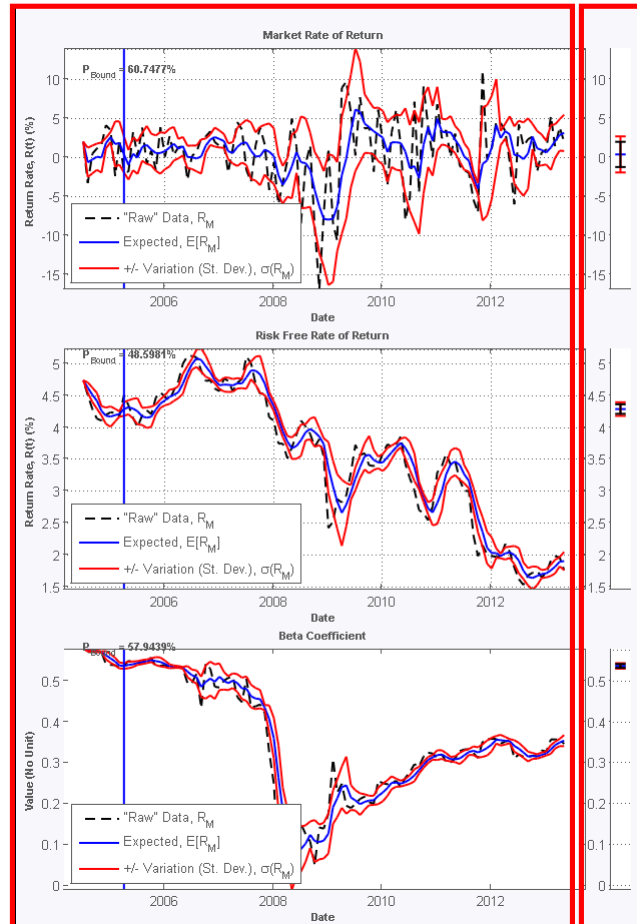 Market Rate of Return
P_Bound = 60.7477%
10
5
0
-5
-10
-15
Return Rate, R(t) (%)
"Raw" Data, R_M
Expected, E[R_M]
+/- Variation (St. Dev.), σ(R_M)
2006 2008 2010 2012
Date
10
5
0
-5
-10
-15
Risk Free Rate of Return
P_Bound = 48.5981%
5
4.5
4
3.5
3
2.5
2
1.5
Return Rate, R(t) (%)
"Raw" Data, R_M
Expected, E[R_M]
+/- Variation (St. Dev.), σ(R_M)
2006 2008 2010 2012
Date
5
4.5
4
3.5
3
2.5
2
1.5
Beta Coefficient
P_Bound = 57.9439%
0.5
0.4
0.3
0.2
0.1
0
Value (No Unit)
"Raw" Data, R_M
Expected, E[R_M]
+/- Variation (St. Dev.), σ(R_M)
2006 2008 2010 2012
Date
0.5
0.4
0.3
0.2
0.1
0